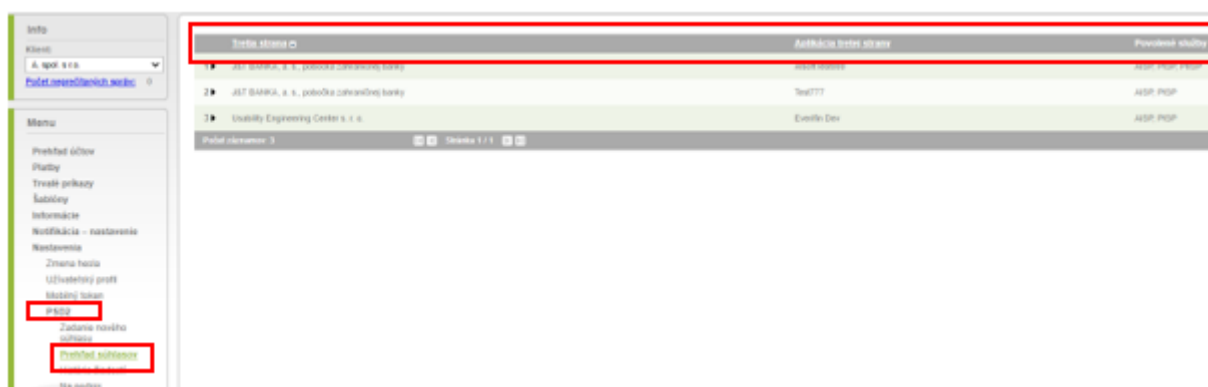 Info
Klient:
A. spol. s r.o.
Počet neprečítaných správ: 0
Menu
Prehľad účtov
Platby
Trvalé príkazy
Šablóny
Informácie
Notifikácia – nastavenie
Nastavenia
Zmena hesla
Užívateľský profil
Mobilný token
PSD2
Zadanie nového
súhlasu
Prehľad súhlasov
Tretia strana
Aplikácia tretej strany
Povolené služby
1
J&T BANKA, a. s., pobočka zahraničnej banky
AISP, PISP, PIISP
2 J&T BANKA, a. s., pobočka zahraničnej banky Test777 AISP, PISP
3 Usability Engineering Center s. r. o. Everifin Dev AISP, PISP
Počet záznamov: 3 Stránka 1 / 1